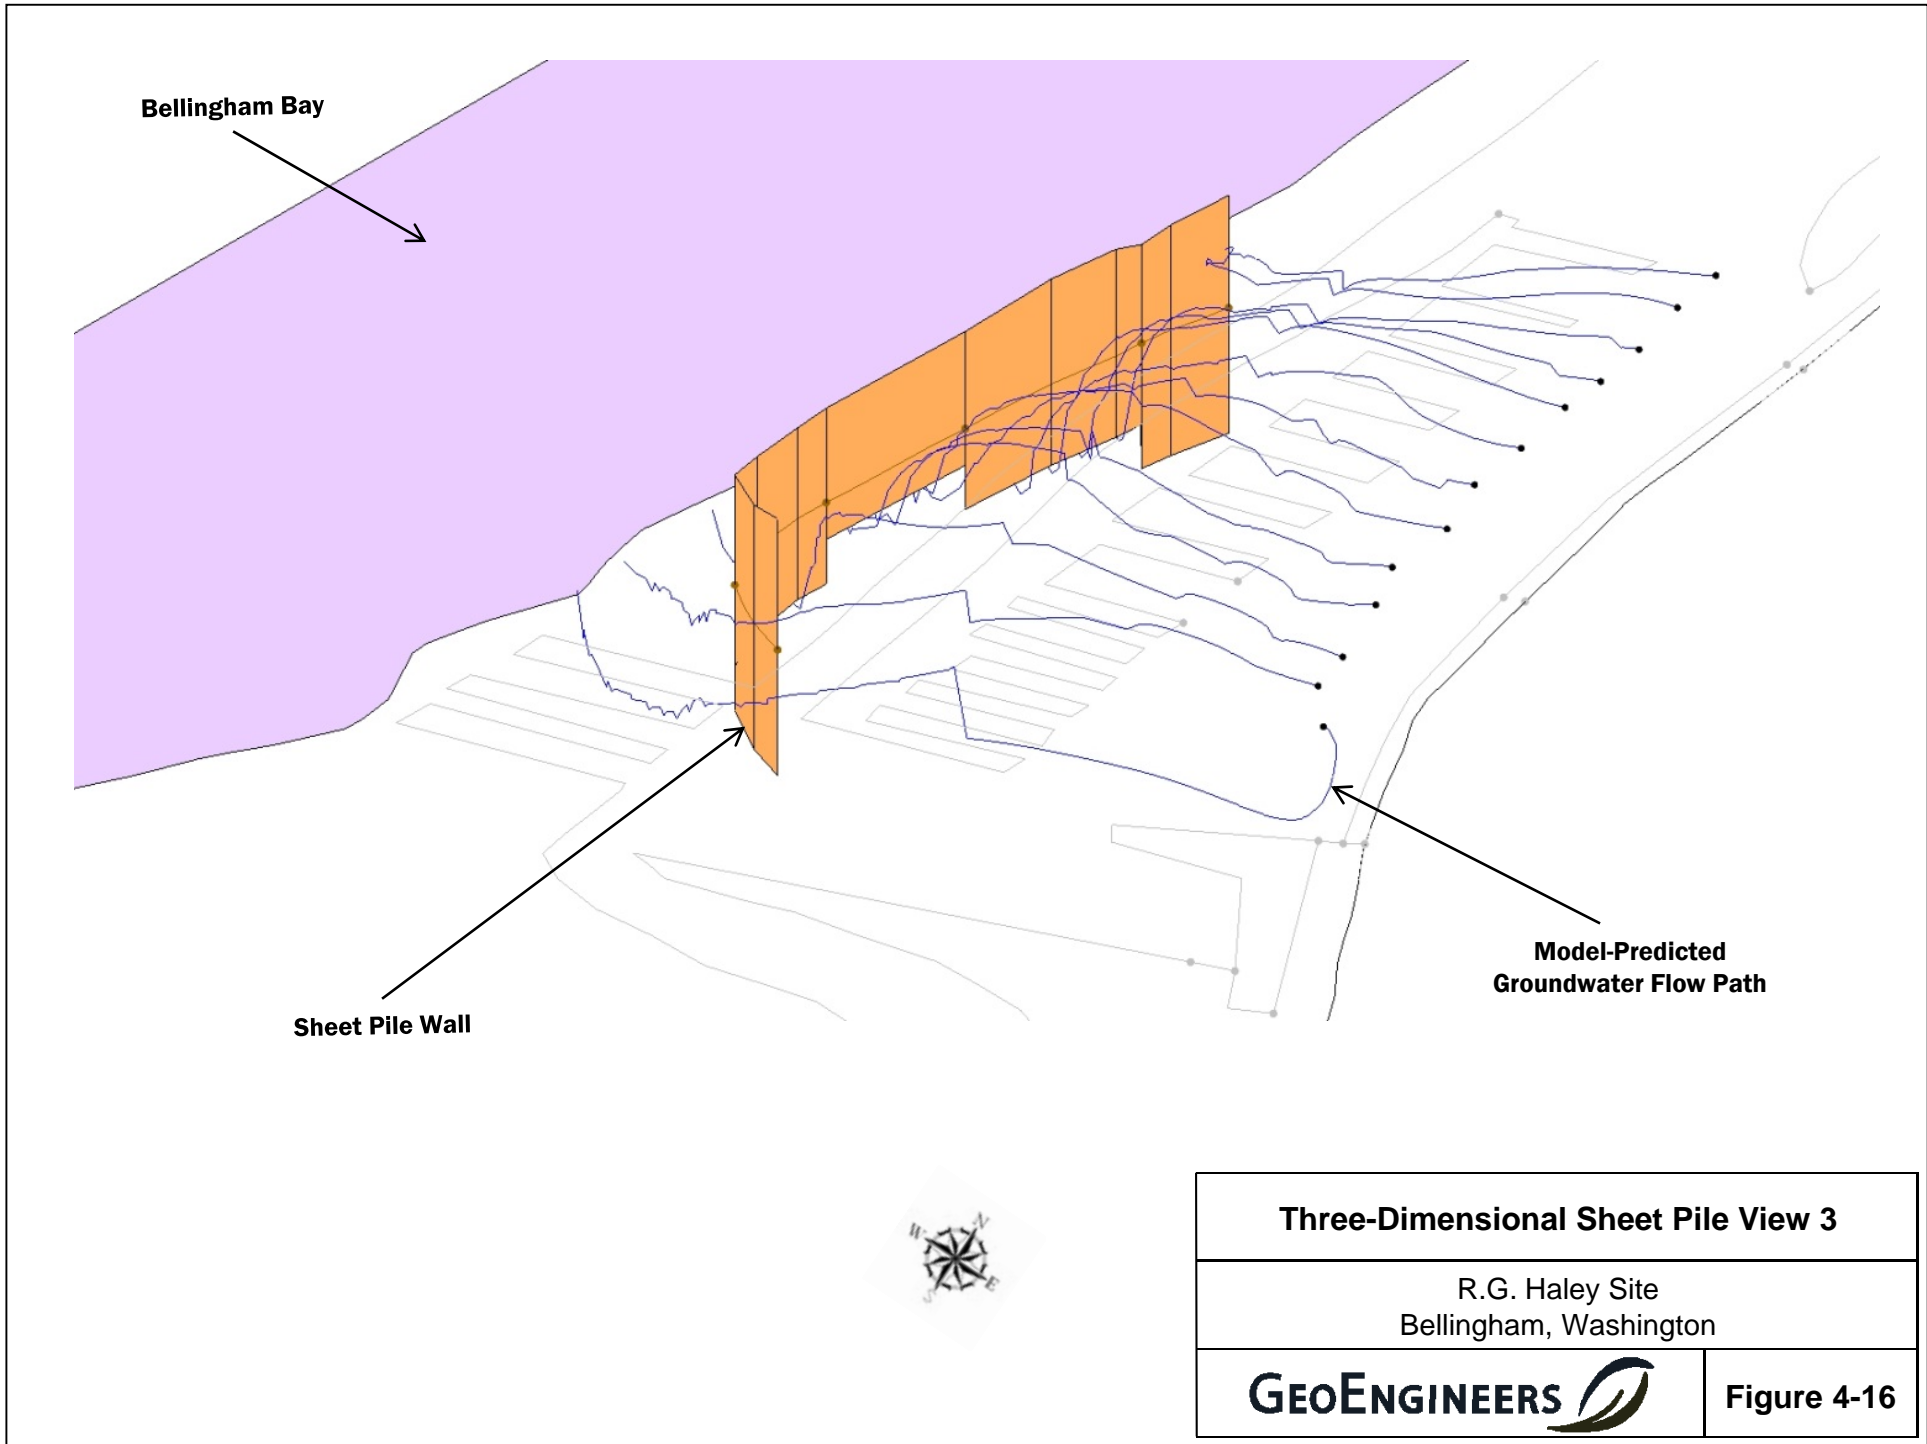 Bellingham Bay
Sheet Pile Wall
Model-Predicted
Groundwater Flow Path
N
W
E
S
Three-Dimensional Sheet Pile View 3
R.G. Haley Site
Bellingham, Washington
GEOENGINEERS
Figure 4-16